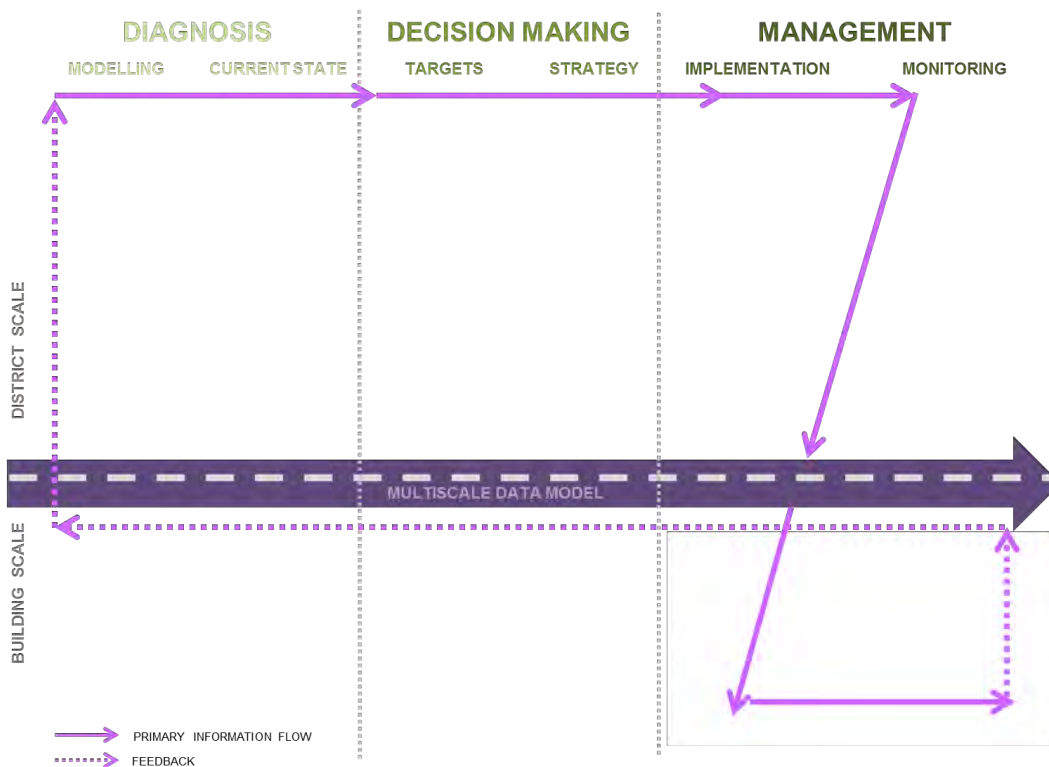 DIAGNOSIS DECISION MAKING MANAGEMENT
MODELLING CURRENT STATE TARGETS STRATEGY IMPLEMENTATION MONITORING
DISTRICT SCALE
MULTISCALE DATA MODEL
BUILDING SCALE
PRIMARY INFORMATION FLOW
FEEDBACK